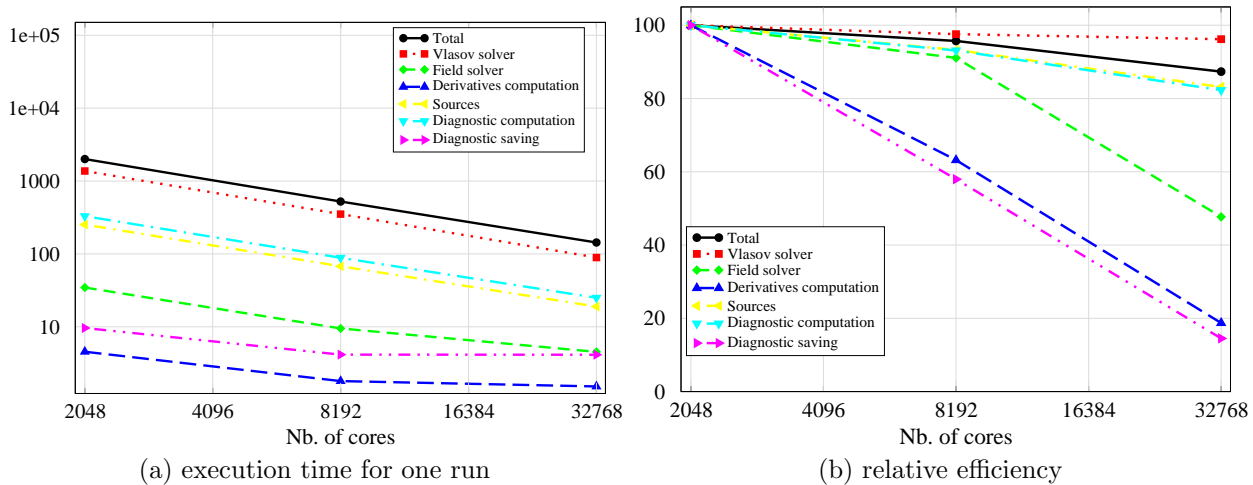 1e+05
1e+04
1000
100
10
2048
4096
8192
16384
32768
Nb. of cores
Total
Vlasov solver
Field solver
Derivatives computation
Sources
Diagnostic computation
Diagnostic saving
(a) execution time for one run
100
80
60
40
20
0
2048
4096
8192
16384
32768
Nb. of cores
Total
Vlasov solver
Field solver
Derivatives computation
Sources
Diagnostic computation
Diagnostic saving
(b) relative efficiency